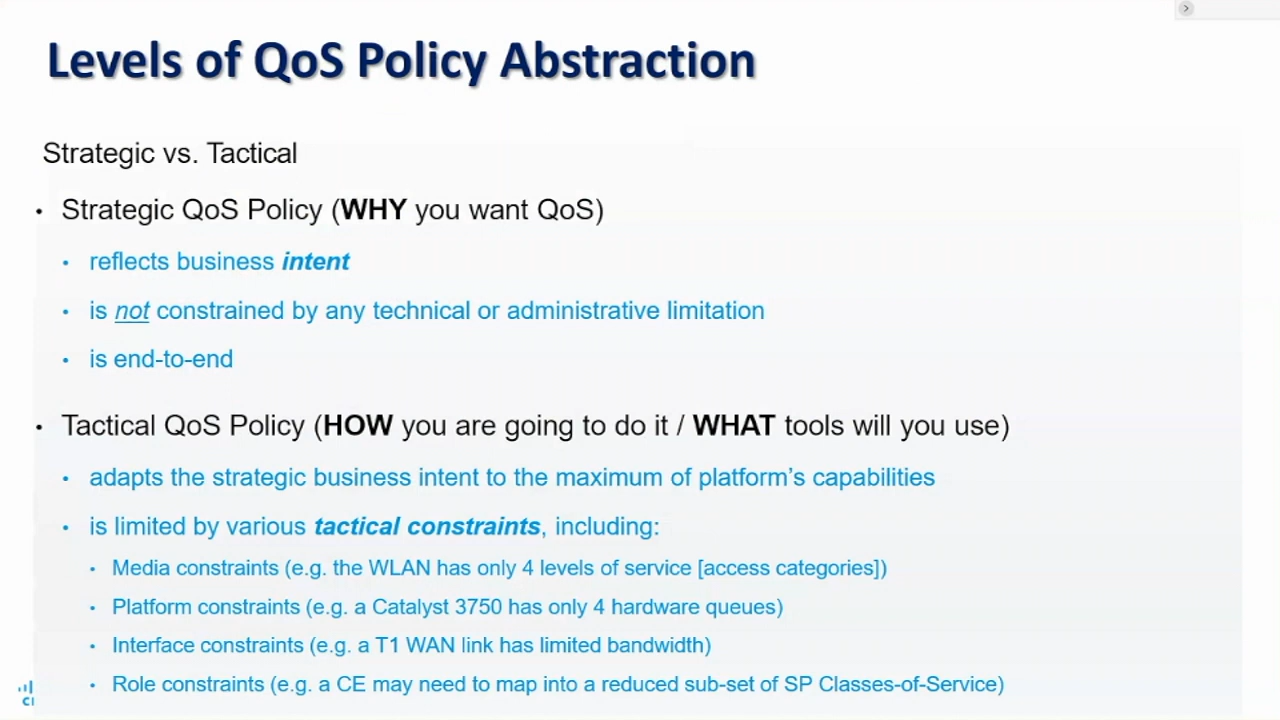 Levels of QoS Policy Abstraction
Strategic vs. Tactical
• Strategic QoS Policy (WHY you want QoS)
• reflects business intent
• is not constrained by any technical or administrative limitation
• is end-to-end
• Tactical QoS Policy (HOW you are going to do it / WHAT tools will you use)
• adapts the strategic business intent to the maximum of platform’s capabilities
• is limited by various tactical constraints, including:
• Media constraints (e.g. the WLAN has only 4 levels of service [access categories])
• Platform constraints (e.g. a Catalyst 3750 has only 4 hardware queues)
• Interface constraints (e.g. a T1 WAN link has limited bandwidth)
• Role constraints (e.g. a CE may need to map into a reduced sub-set of SP Classes-of-Service)